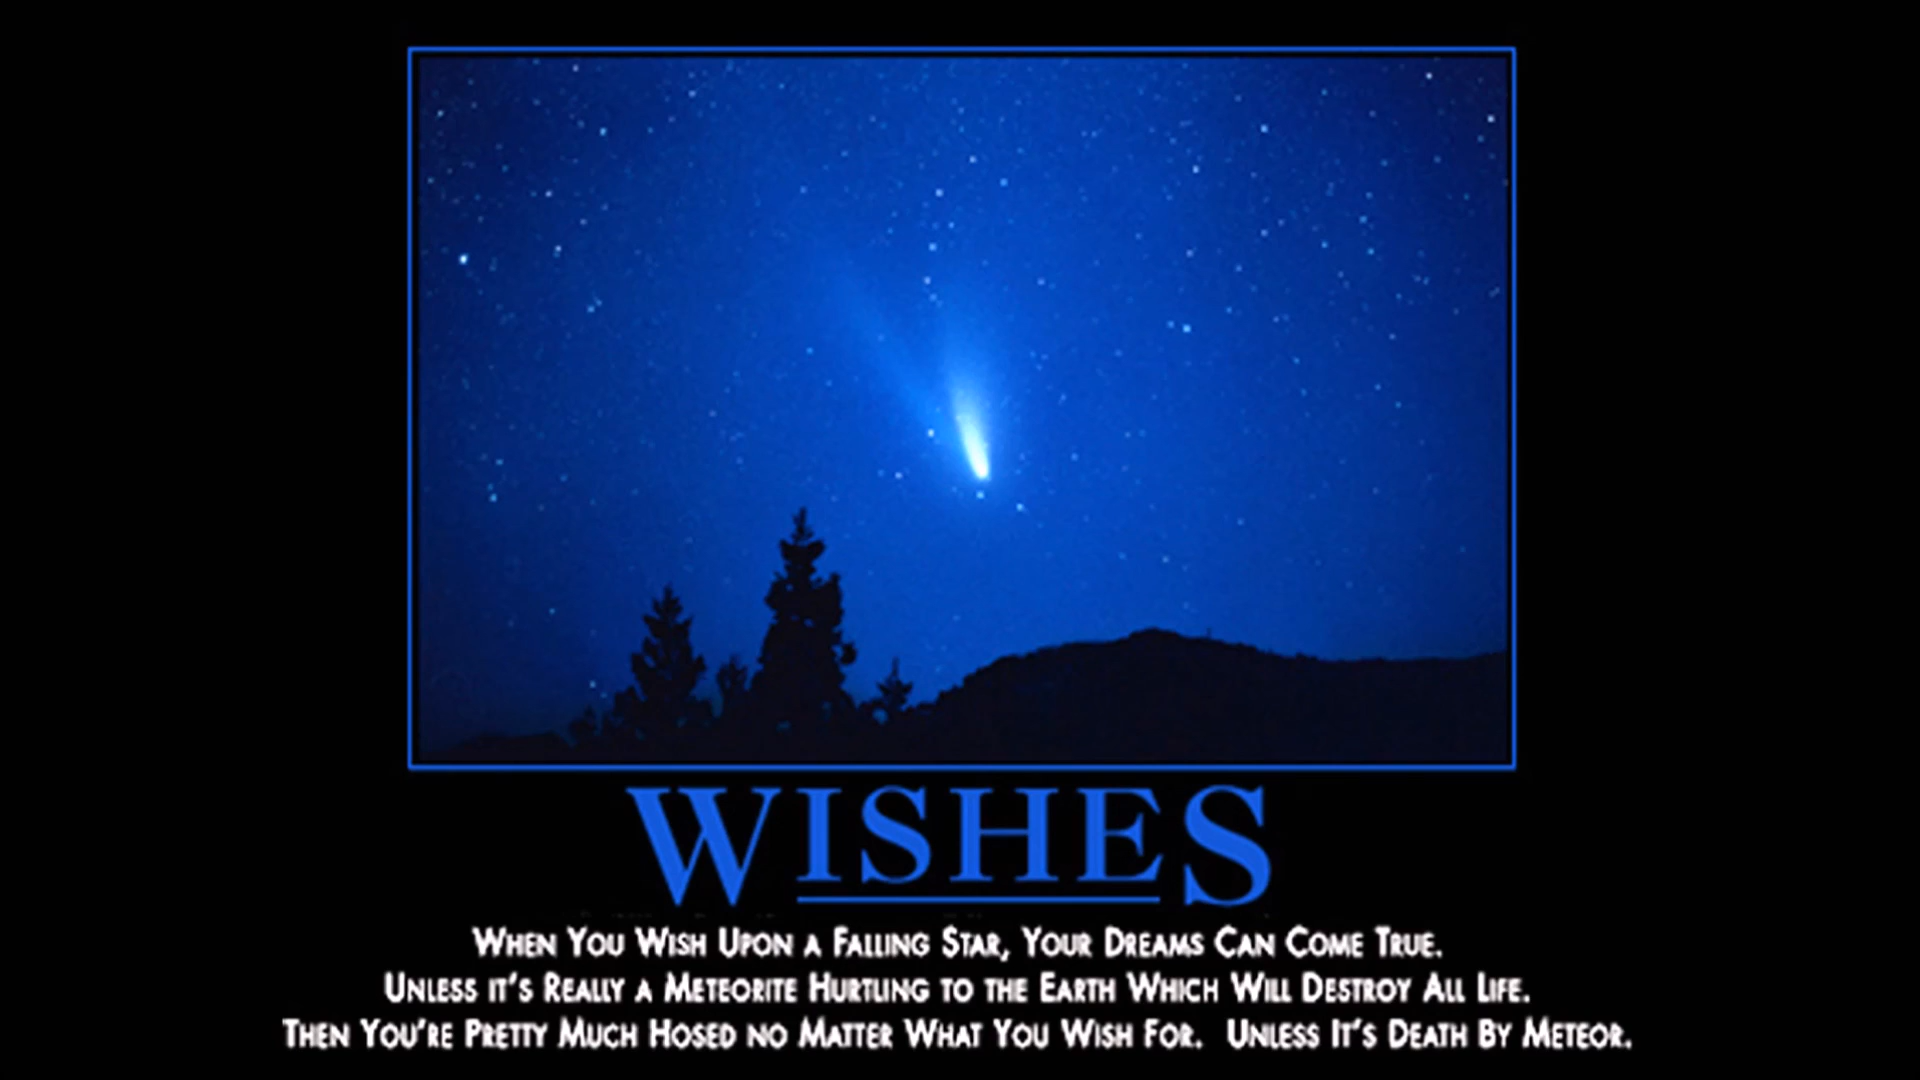 WISHES
WHEN YOU WISH UPON A FALLING STAR, YOUR DREAMS CAN COME TRUE.
UNLESS IT'S REALLY A METEORITE HURTLING TO THE EARTH WHICH WILL DESTROY ALL LIFE.
THEN YOU'RE PRETTY MUCH HOSED NO MATTER WHAT YOU WISH FOR.  UNLESS IT'S DEATH BY METEOR.